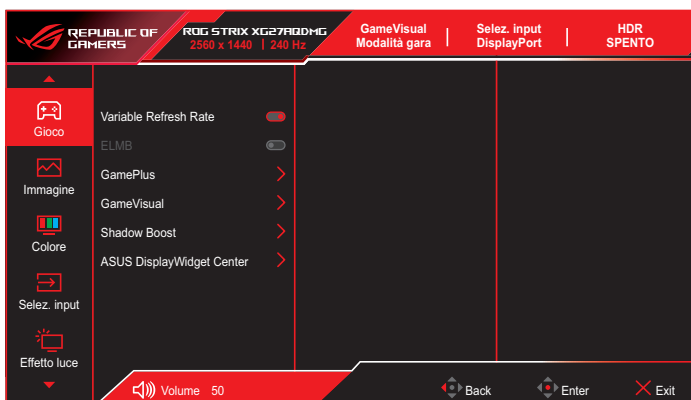 REPUBLIC OF
GAMERS
ROG STRIX XG27AQDMG
2560 x 1440 | 240 Hz
GameVisual
Modalità gara
Selez. input
DisplayPort
HDR
SPENTO
Gioco
Immagine
Colore
Selez. input
Effetto luce
Variable Refresh Rate
ELMB
GamePlus
GameVisual
Shadow Boost
ASUS DisplayWidget Center
Volume 50
Back
Enter
Exit